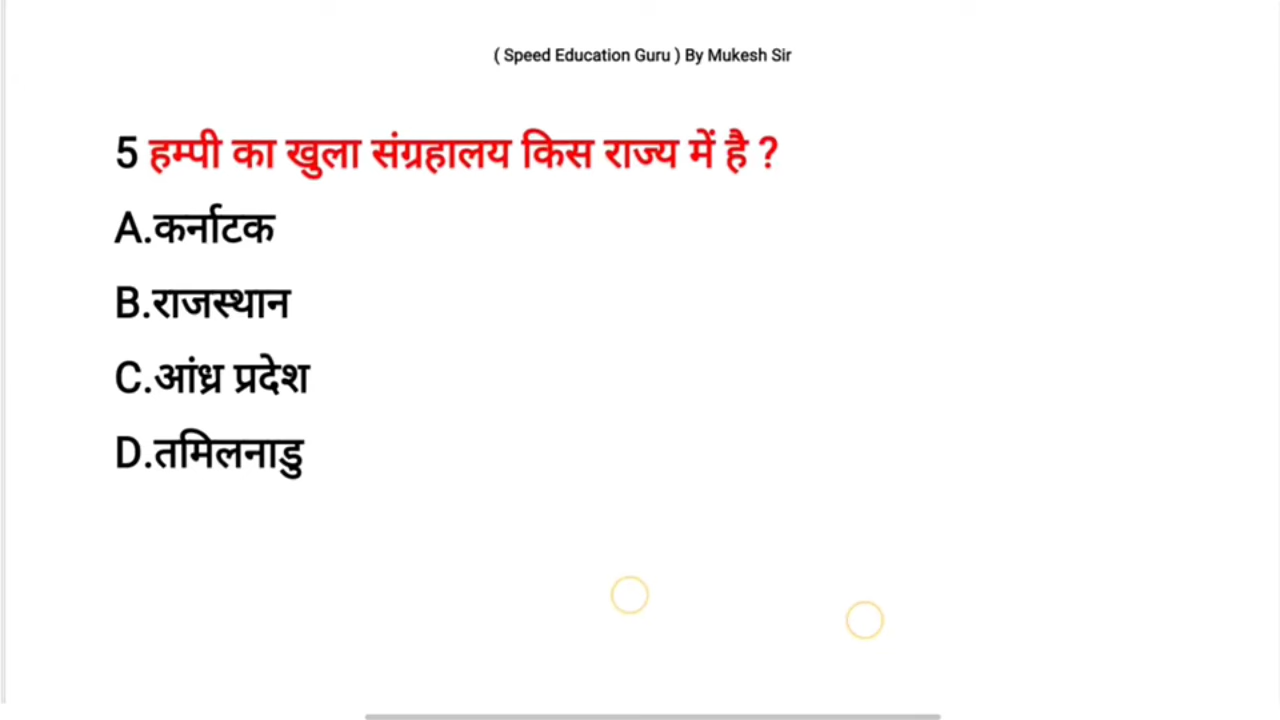 ( Speed Education Guru ) By Mukesh Sir
5 हम्पी का खुला संग्रहालय किस राज्य में है ?
A.कर्नाटक
B.राजस्थान
C.आंध्र प्रदेश
D.तमिलनाडु